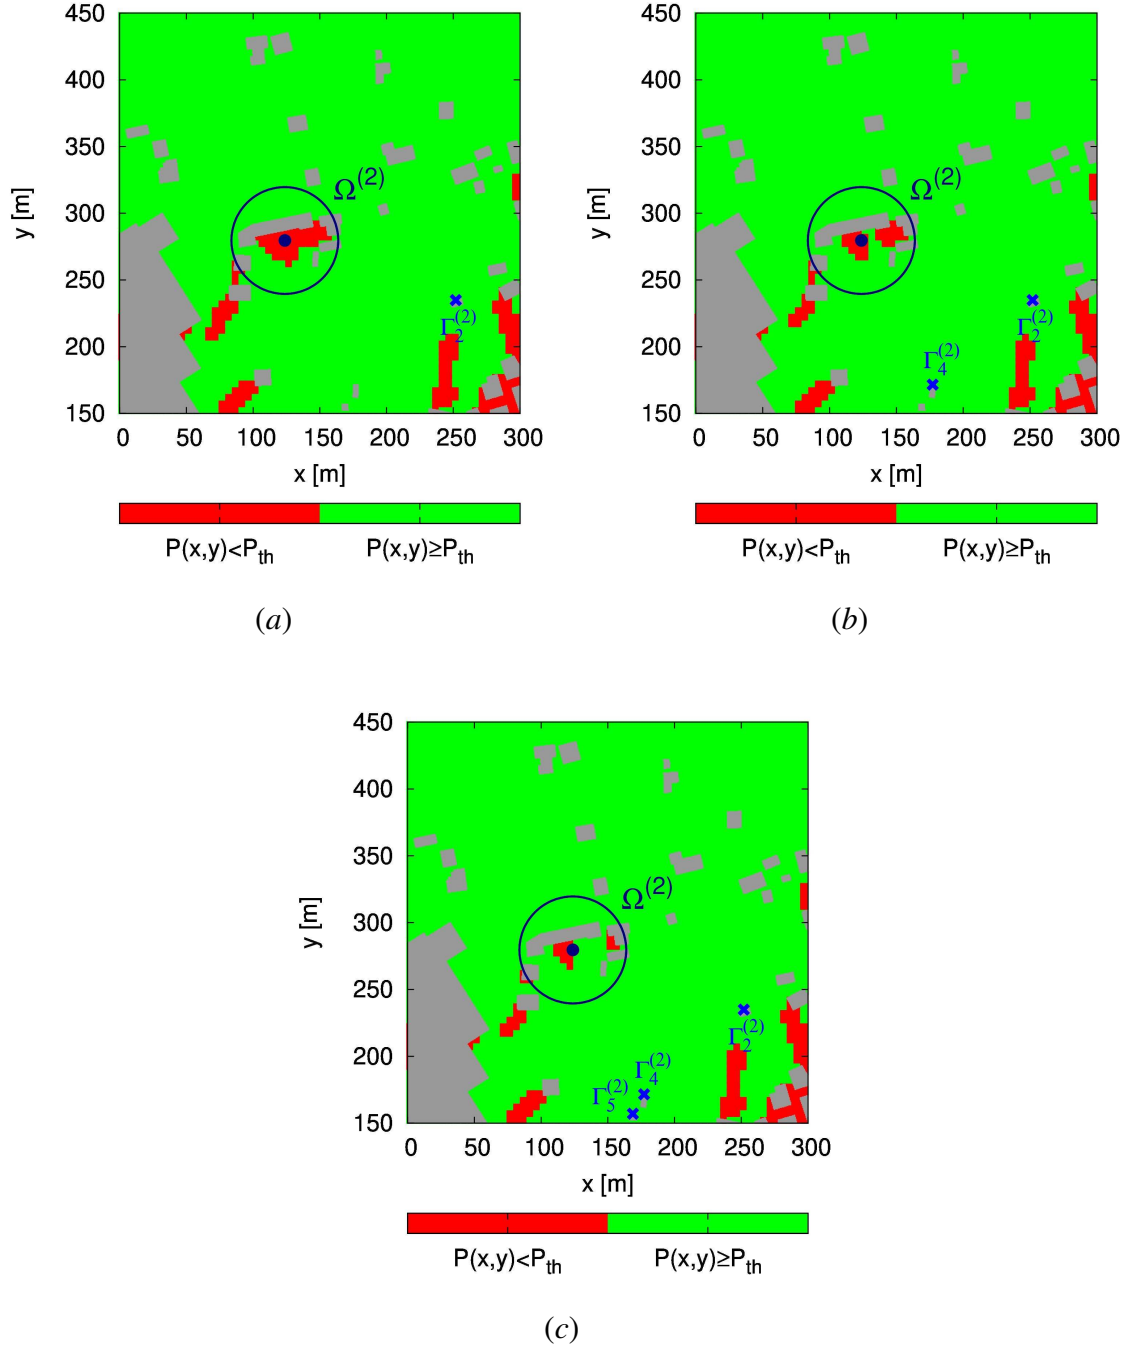 450
400
350
300
250
200
150
y [m]
Ω(2)
Γ2(2)
0 50 100 150 200 250 300
x [m]
P(x,y)<Pth P(x,y)≥Pth
(a)
450
400
350
300
250
200
150
y [m]
Ω(2)
Γ2(2)
Γ4(2)
0 50 100 150 200 250 300
x [m]
P(x,y)<Pth P(x,y)≥Pth
(b)
450
400
350
300
250
200
150
y [m]
Ω(2)
Γ2(2)
Γ4(2)
Γ5(2)
0 50 100 150 200 250 300
x [m]
P(x,y)<Pth P(x,y)≥Pth
(c)